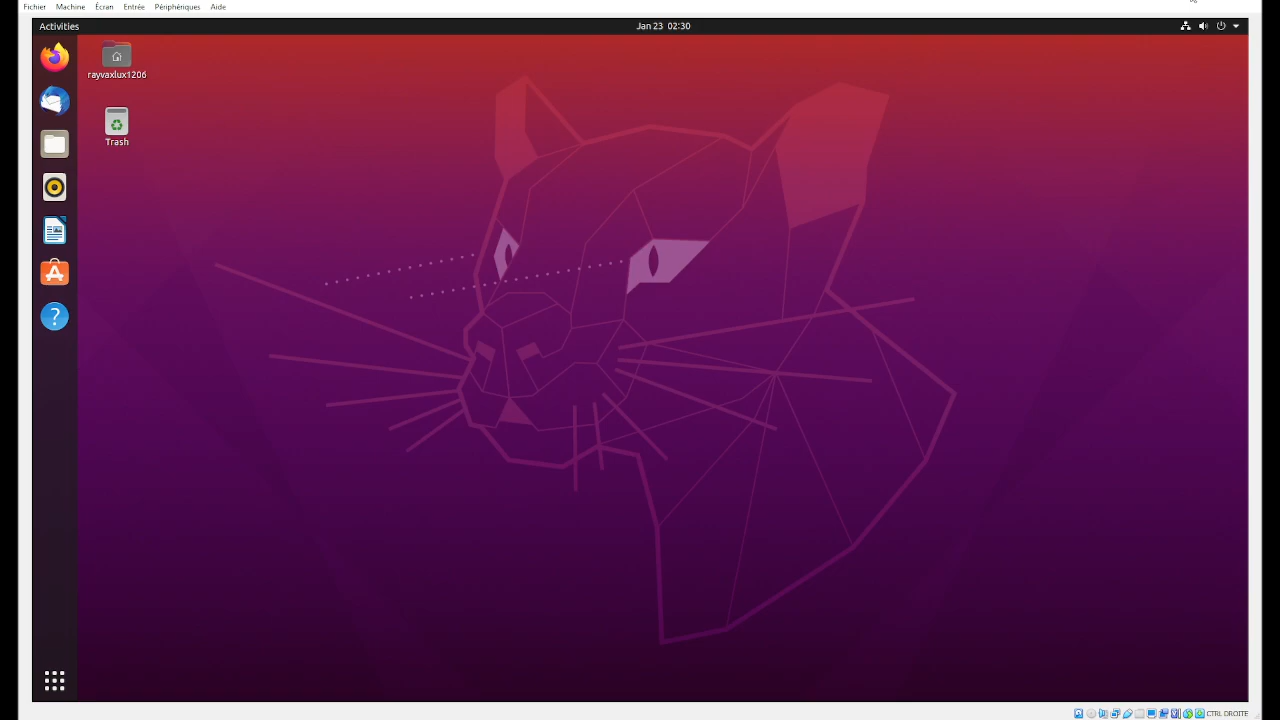 Fichier Machine Écran Entrée Périphériques Aide
Activities Jan 23 02:30
rayvaxlux1206
Trash
?
CTRL DROITE